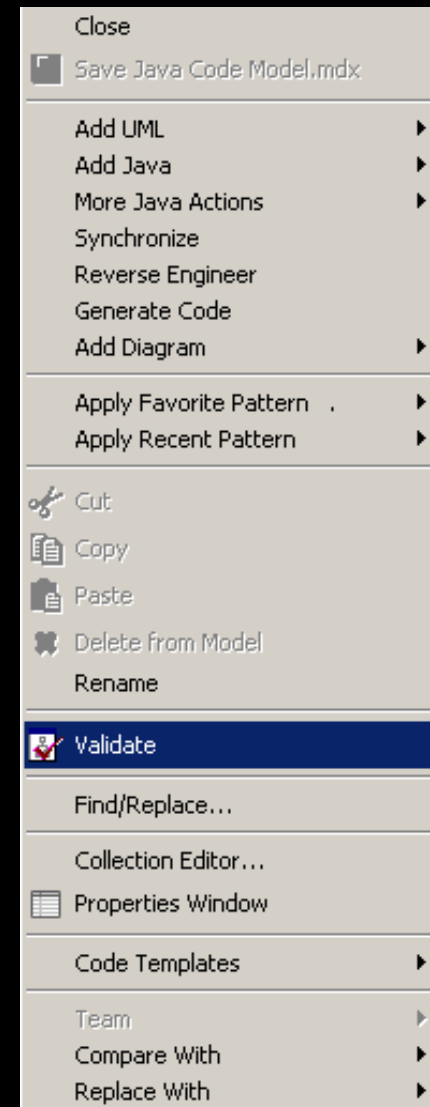 Close
Save Java Code Model.mdx
Add UML
Add Java
More Java Actions
Synchronize
Reverse Engineer
Generate Code
Add Diagram
Apply Favorite Pattern .
Apply Recent Pattern
Cut
Copy
Paste
Delete from Model
Rename
Validate
Find/Replace...
Collection Editor...
Properties Window
Code Templates
Team
Compare With
Replace With